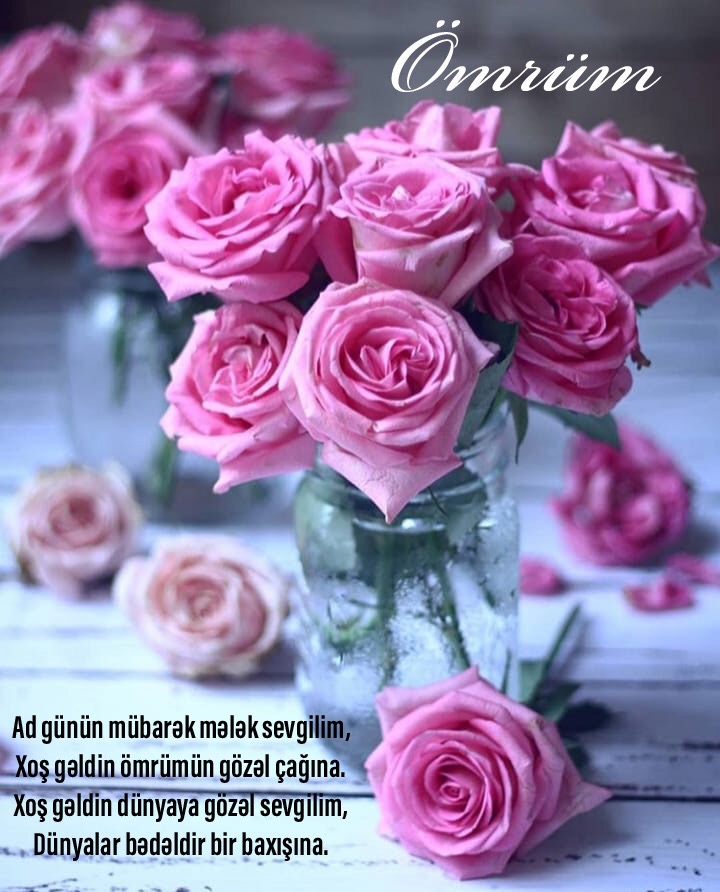 Ömrüm
Ad günün mübarək mələk sevgilim,
Xoş gəldin ömrümün gözəl çağına.
Xoş gəldin dünyaya gözəl sevgilim,
Dünyalar bədəldir bir baxışına.